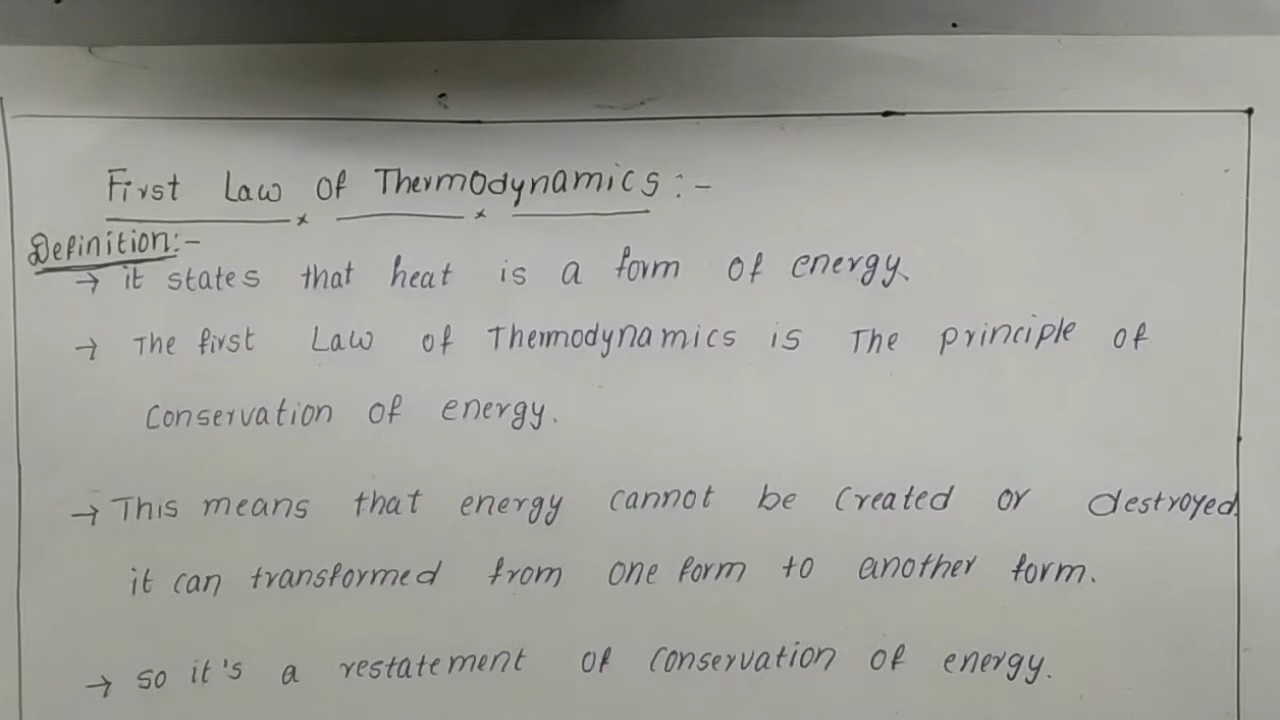 First Law of Thermodynamics:-
Definition:-
→ it states that heat is a form of energy.
→ The first Law of Thermodynamics is The principle of
conservation of energy.
→ This means that energy cannot be created or destroyed.
it can transformed from one form to another form.
→ so it's a restatement of conservation of energy.